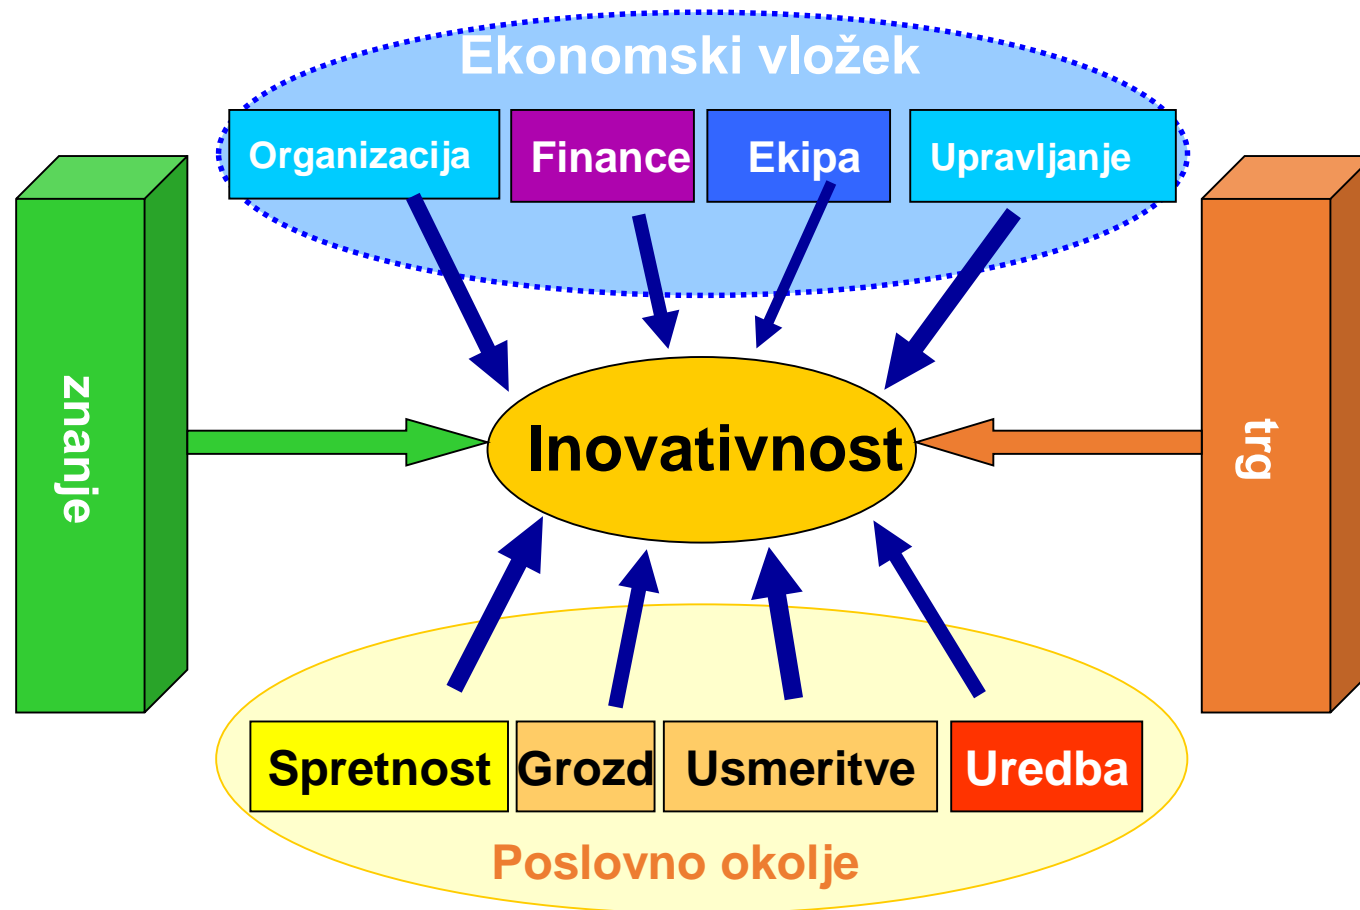 Ekonomski vložek
Organizacija
Finance
Ekipa
Upravljanje
znanje
Inovativnost
trg
Spretnost
Grozd
Usmeritve
Uredba
Poslovno okolje